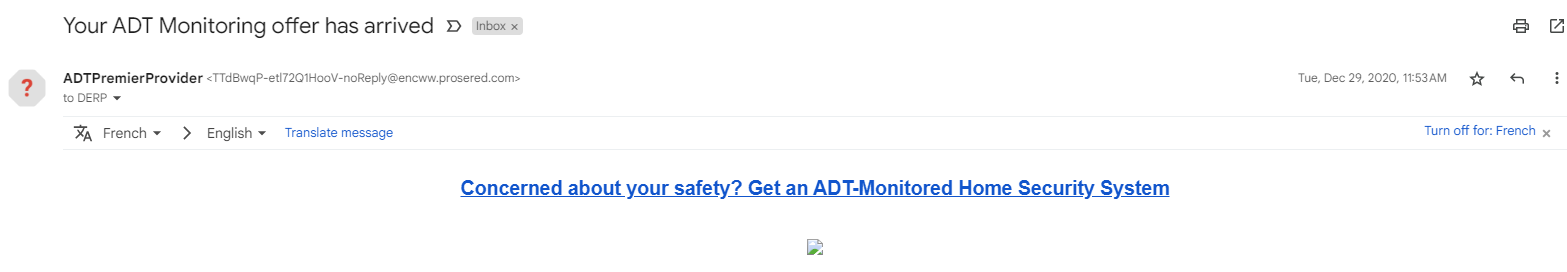 Your ADT Monitoring offer has arrived Inbox ×
ADTPremierProvider <TTdBwqP-etl72Q1HooV-noReply@encww.prosered.com> Tue, Dec 29, 2020, 11:53 AM
?
to DERP
French English Translate message Turn off for: French ×
Concerned about your safety? Get an ADT-Monitored Home Security System